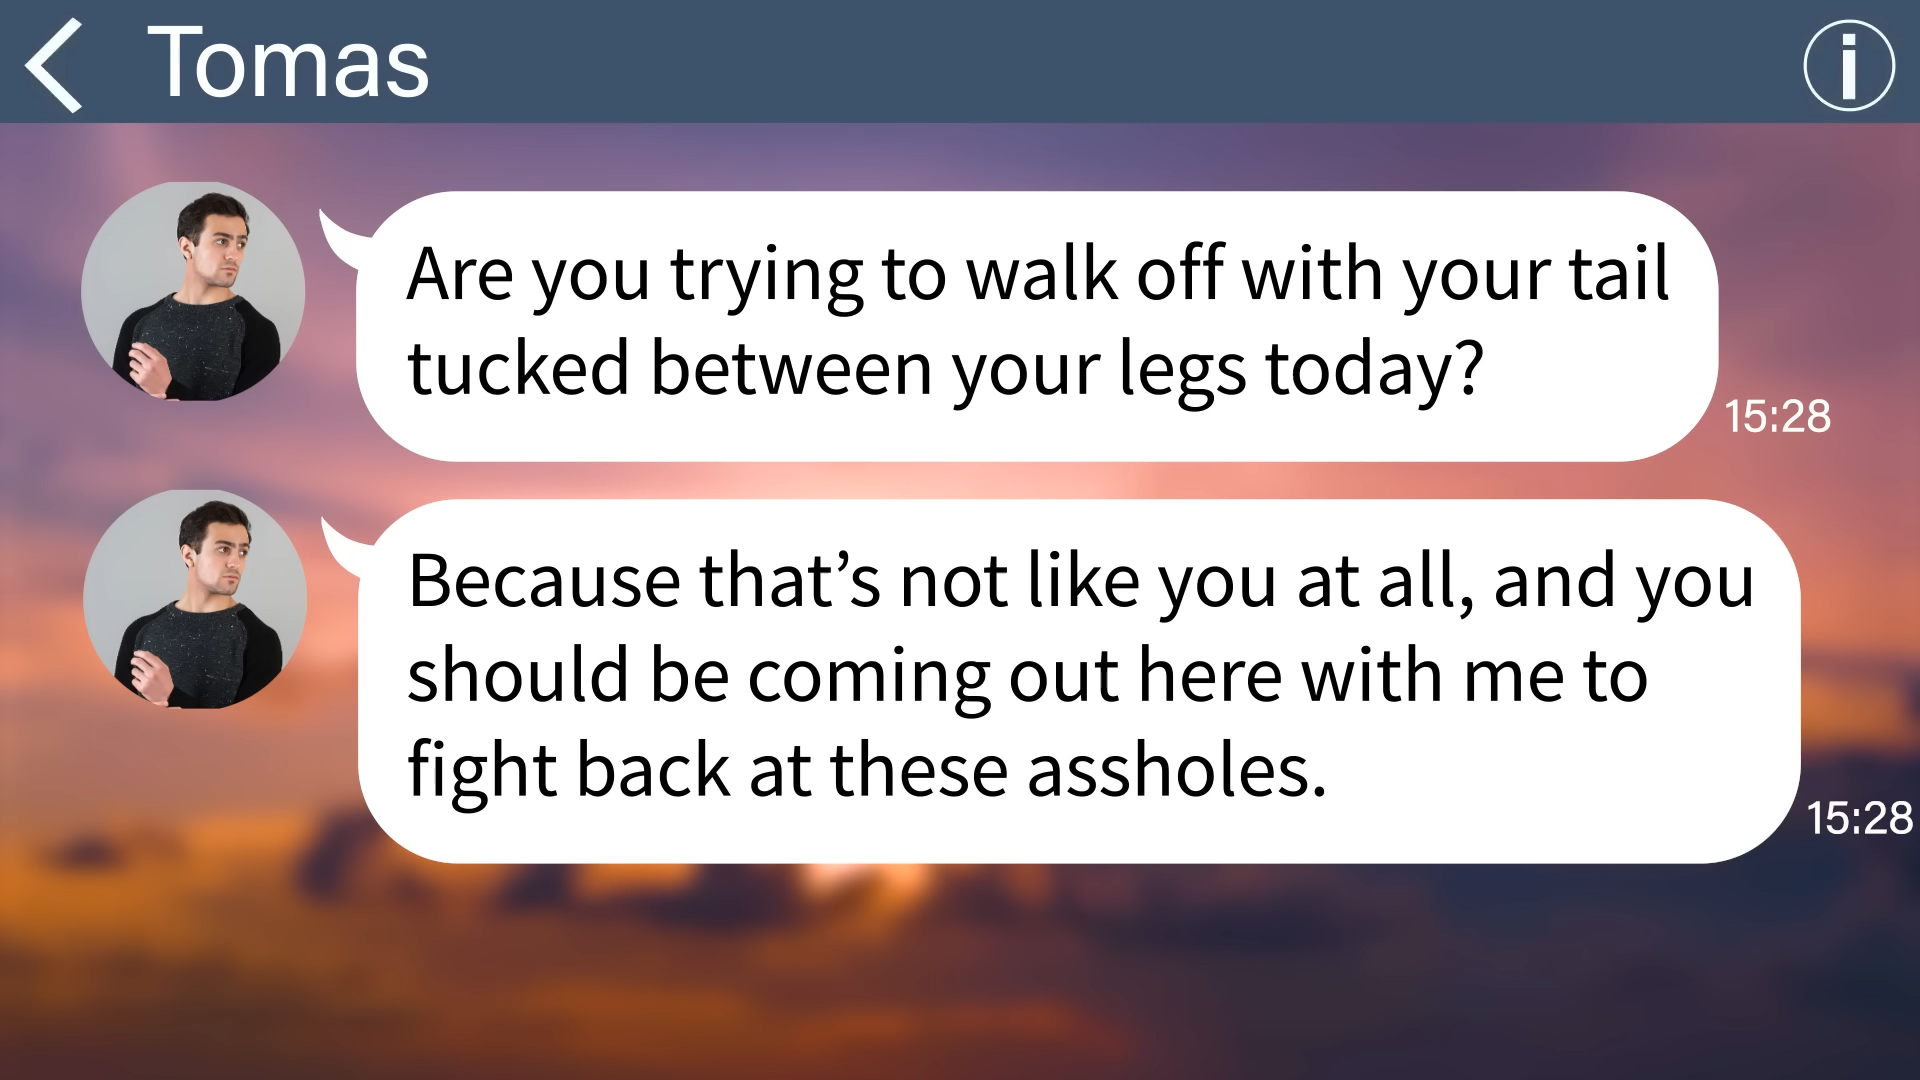 Tomas
Are you trying to walk off with your tail
tucked between your legs today?
15:28
Because that’s not like you at all, and you
should be coming out here with me to
fight back at these assholes.
15:28